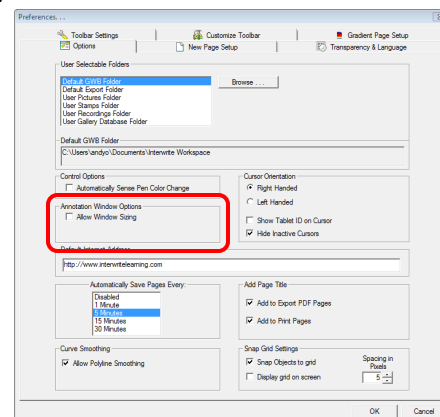 Preferences. . .
Toolbar Settings
Customize Toolbar
Gradient Page Setup
Options
New Page Setup
Transparency & Language
User Selectable Folders
Default GWB Folder
Default Export Folder
User Pictures Folder
User Stamps Folder
User Recordings Folder
User Gallery Database Folder
Browse . . .
Default GWB Folder
C:\Users\andyo\Documents\Interwrite Workspace
Control Options
Automatically Sense Pen Color Change
Cursor Orientation
Right Handed
Left Handed
Show Tablet ID on Cursor
Hide Inactive Cursors
Annotation Window Options
Allow Window Sizing
Default Internet Address
http://www.interwritelearning.com
Automatically Save Pages Every:
Disabled
1 Minute
5 Minutes
15 Minutes
30 Minutes
Add Page Title
Add to Export PDF Pages
Add to Print Pages
Curve Smoothing
Allow Polyline Smoothing
Snap Grid Settings
Snap Objects to grid
Display grid on screen
Spacing in
Pixels
5
OK
Cancel